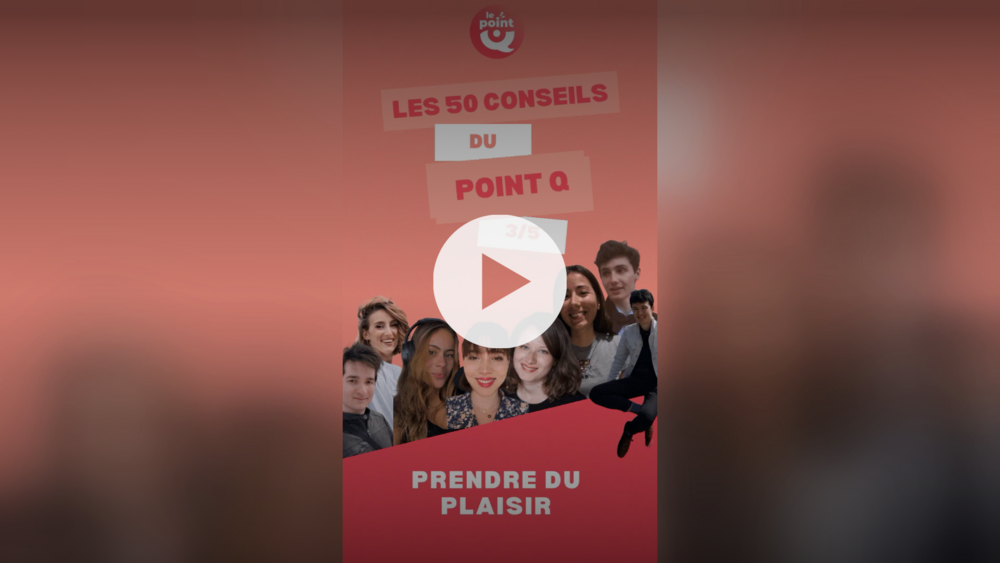 le
point
Q
LES 50 CONSEILS
DU
POINT Q
3/5
PRENDRE DU
PLAISIR